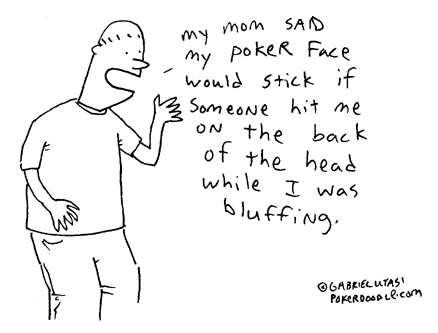 my mom SAID
my poKER FACE
would stick if
Someone hit me
ON the back
of the head
while I was
bluffing.
©GABRIELUTASI
POKERDOODLE.com